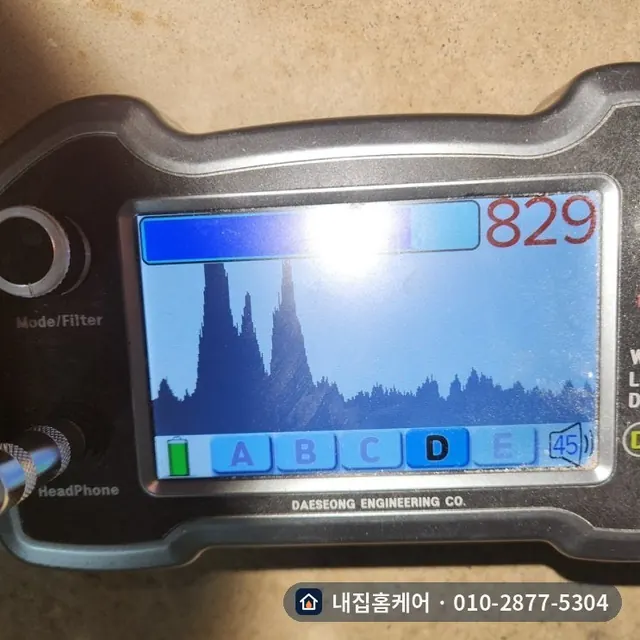 829
Mode/Filter
W
L
D
A B C D E 45
HeadPhone
DAESEONG ENGINEERING CO.
내집홈케어 · 010-2877-5304